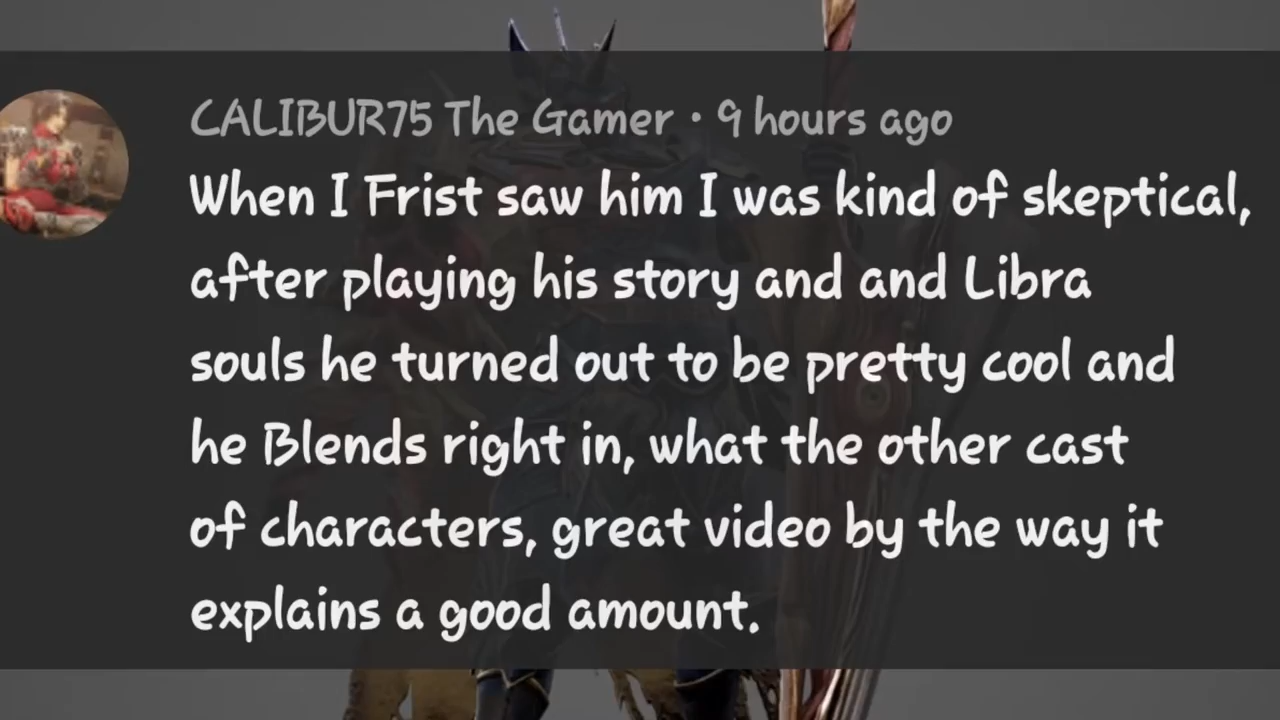 CALIBUR75 The Gamer • 9 hours ago
When I Frist saw him I was kind of skeptical,
after playing his story and and Libra
souls he turned out to be pretty cool and
he Blends right in, what the other cast
of characters, great video by the way it
explains a good amount.